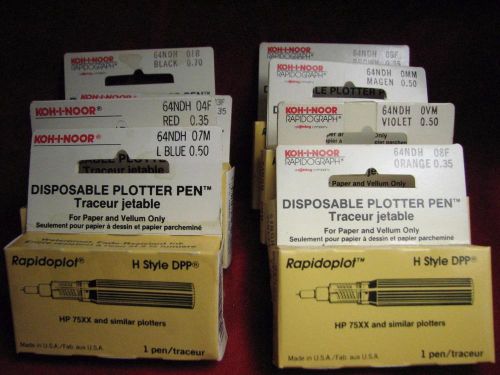 KOH-I-NOOR
64NDH 01B
BLACK 0.70
KOH-I-NOOR
64NDH 04F
RED 0.35
KOH-I-NOOR
64NDH 07M
L BLUE 0.50
DISPOSABLE PLOTTER PEN™
Traceur jetable
For Paper and Vellum Only
Seulement pour papier à dessin et papier parcheminé
Rapidoplot®
H Style DPP®
HP 75XX and similar plotters
Made in U.S.A./Fab. aux U.S.A.
1 pen/traceur
KOH-I-NOOR
RAPIDOGRAPH®
64NDH 09F
BROWN 0.35
KOH-I-NOOR
RAPIDOGRAPH®
64NDH 0MM
MAGEN 0.50
KOH-I-NOOR
RAPIDOGRAPH®
64NDH 0VM
VIOLET 0.50
KOH-I-NOOR
RAPIDOGRAPH®
64NDH 08F
ORANGE 0.35
For Paper and Vellum Only
DISPOSABLE PLOTTER PEN™
Traceur jetable
For Paper and Vellum Only
Seulement pour papier à dessin et papier parcheminé
Rapidoplot™
H Style DPP®
HP 75XX and similar plotters
Made in U.S.A./Fab. aux U.S.A.
1 pen/traceur